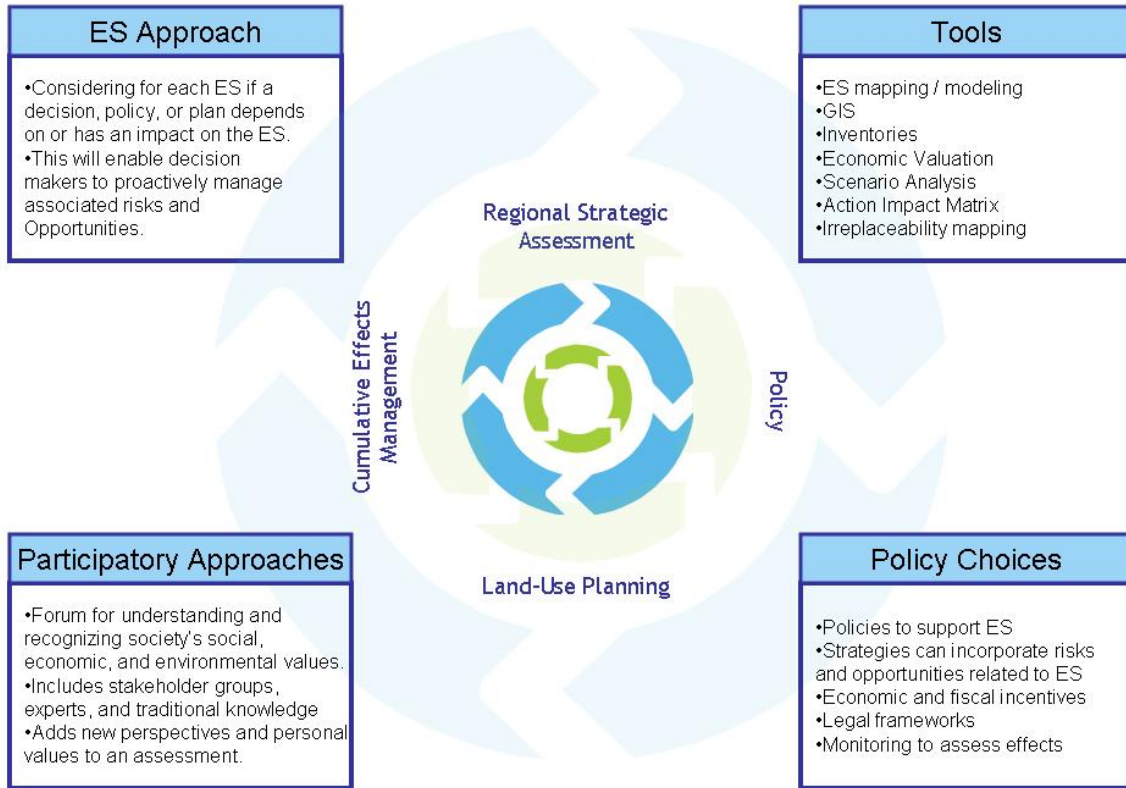 ES Approach
•Considering for each ES if a
decision, policy, or plan depends
on or has an impact on the ES.
•This will enable decision
makers to proactively manage
associated risks and
Opportunities.
Tools
•ES mapping / modeling
•GIS
•Inventories
•Economic Valuation
•Scenario Analysis
•Action Impact Matrix
•Irreplaceability mapping
Regional Strategic
Assessment
Cumulative Effects
Management
Policy
Land-Use Planning
Participatory Approaches
•Forum for understanding and
recognizing society's social,
economic, and environmental values.
•Includes stakeholder groups,
experts, and traditional knowledge
•Adds new perspectives and personal
values to an assessment.
Policy Choices
•Policies to support ES
•Strategies can incorporate risks
and opportunities related to ES
•Economic and fiscal incentives
•Legal frameworks
•Monitoring to assess effects